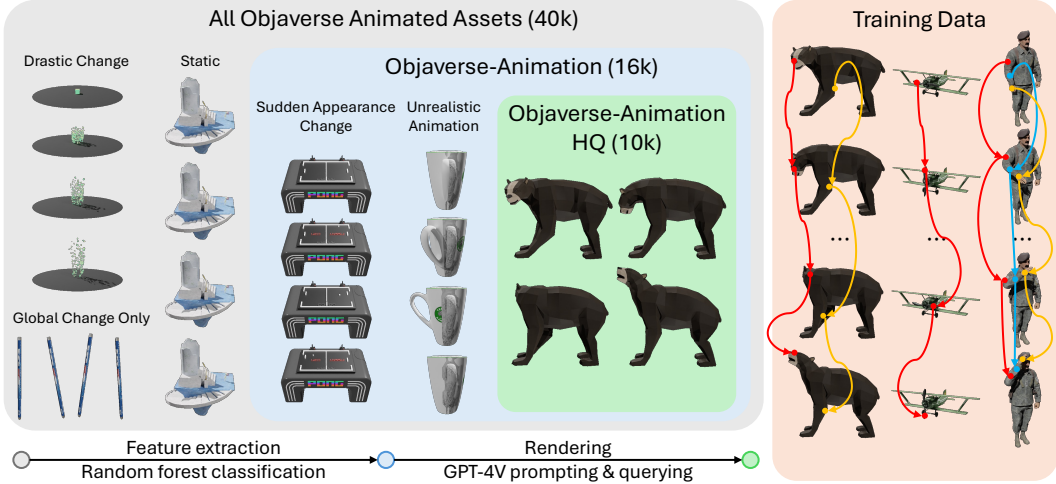 All Objaverse Animated Assets (40k)
Drastic Change
Static
Global Change Only
Objaverse-Animation (16k)
Sudden Appearance
Change
Unrealistic
Animation
PONG
PONG
PONG
PONG
Objaverse-Animation
HQ (10k)
Feature extraction
Random forest classification
Rendering
GPT-4V prompting & querying
Training Data
...
...
...